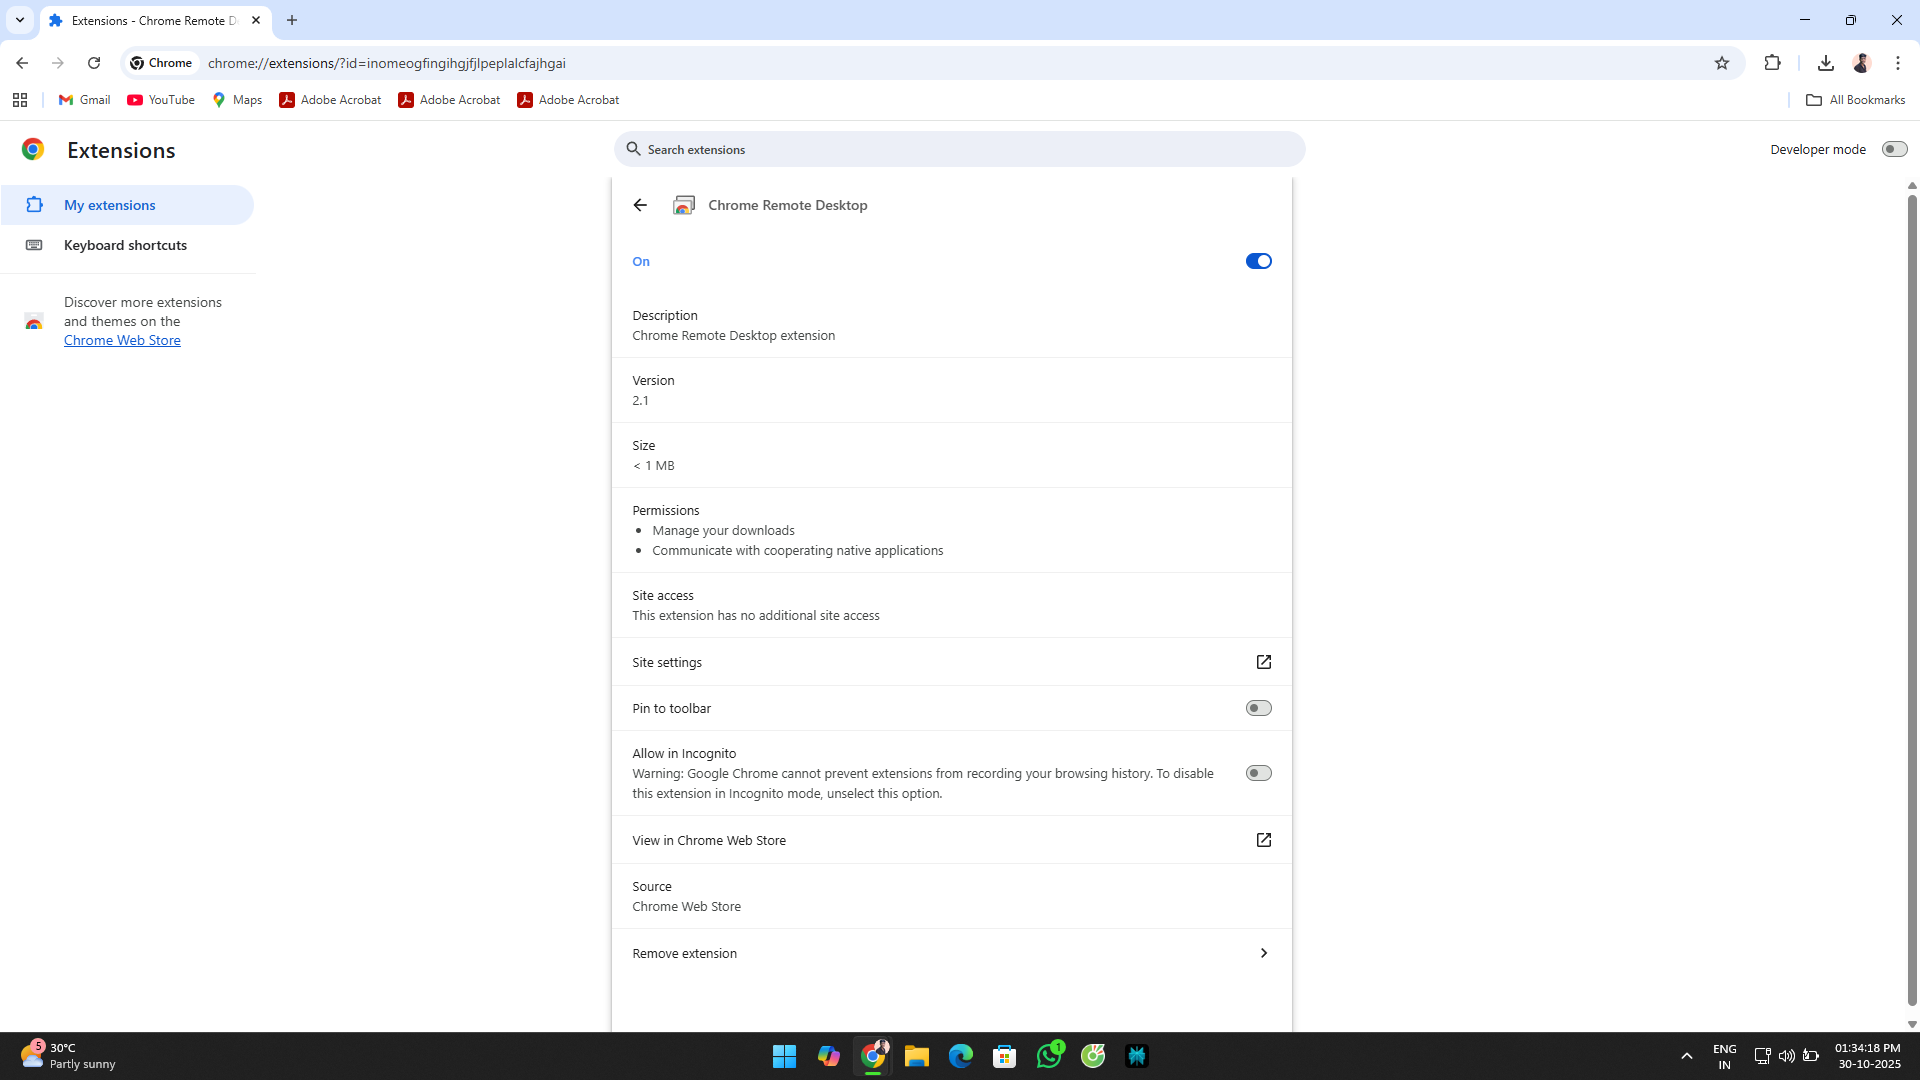 Extensions - Chrome Remote D
Chrome
chrome://extensions/?id=inomeogfingihgjfjlpeplalcfajhgai
Gmail
YouTube
Maps
Adobe Acrobat
Adobe Acrobat
Adobe Acrobat
All Bookmarks
Extensions
Search extensions
Developer mode
My extensions
Keyboard shortcuts
Discover more extensions
and themes on the
Chrome Web Store
Chrome Remote Desktop
On
Description
Chrome Remote Desktop extension
Version
2.1
Size
< 1 MB
Permissions
• Manage your downloads
• Communicate with cooperating native applications
Site access
This extension has no additional site access
Site settings
Pin to toolbar
Allow in Incognito
Warning: Google Chrome cannot prevent extensions from recording your browsing history. To disable
this extension in Incognito mode, unselect this option.
View in Chrome Web Store
Source
Chrome Web Store
Remove extension
5
30°C
Partly sunny
1
ENG
IN
01:34:18 PM
30-10-2025